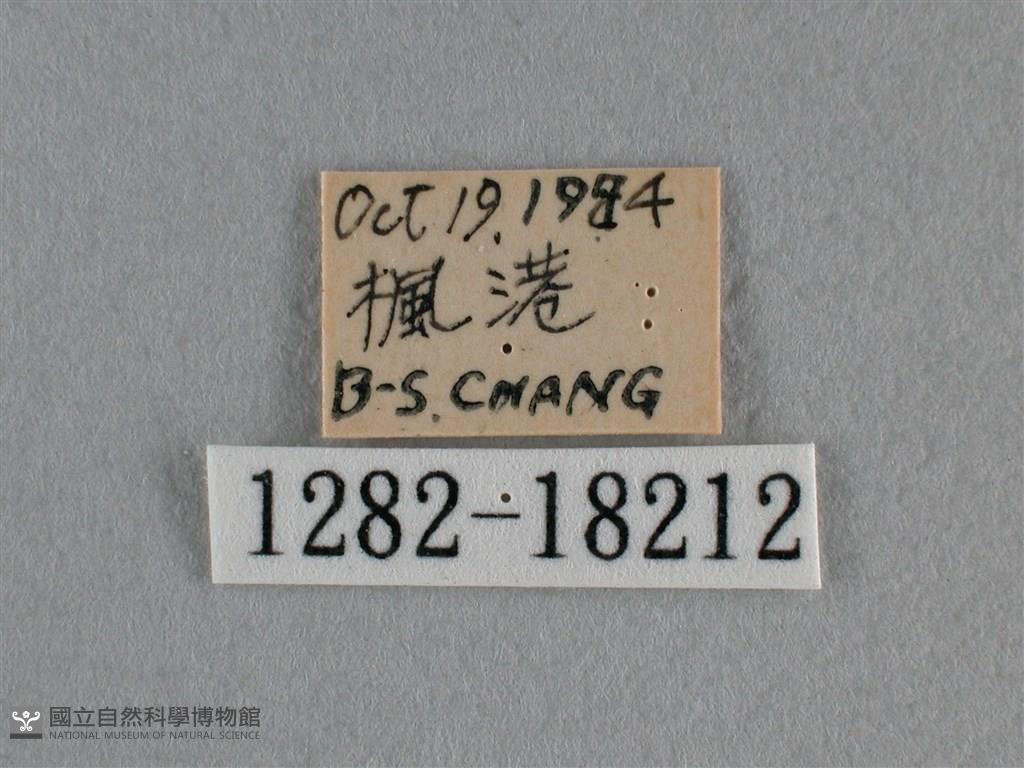 Oct 19. 1984
楓港
B-S. CHANG
1282-18212
國立自然科學博物館
NATIONAL MUSEUM OF NATURAL SCIENCE